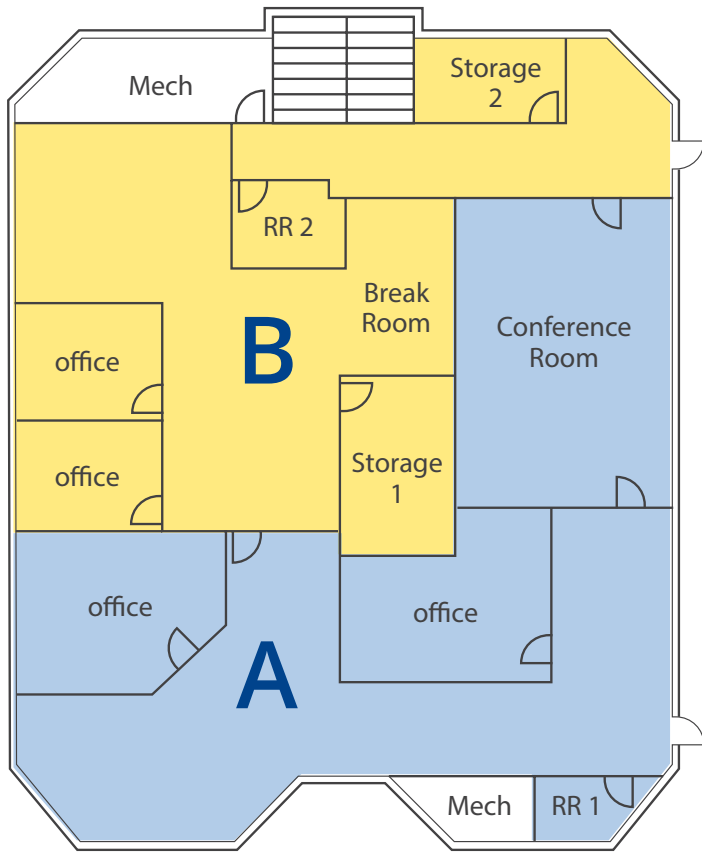 Mech
Storage
2
RR 2
Break
Room
Conference
Room
B
office
office
Storage
1
office
office
A
Mech
RR 1